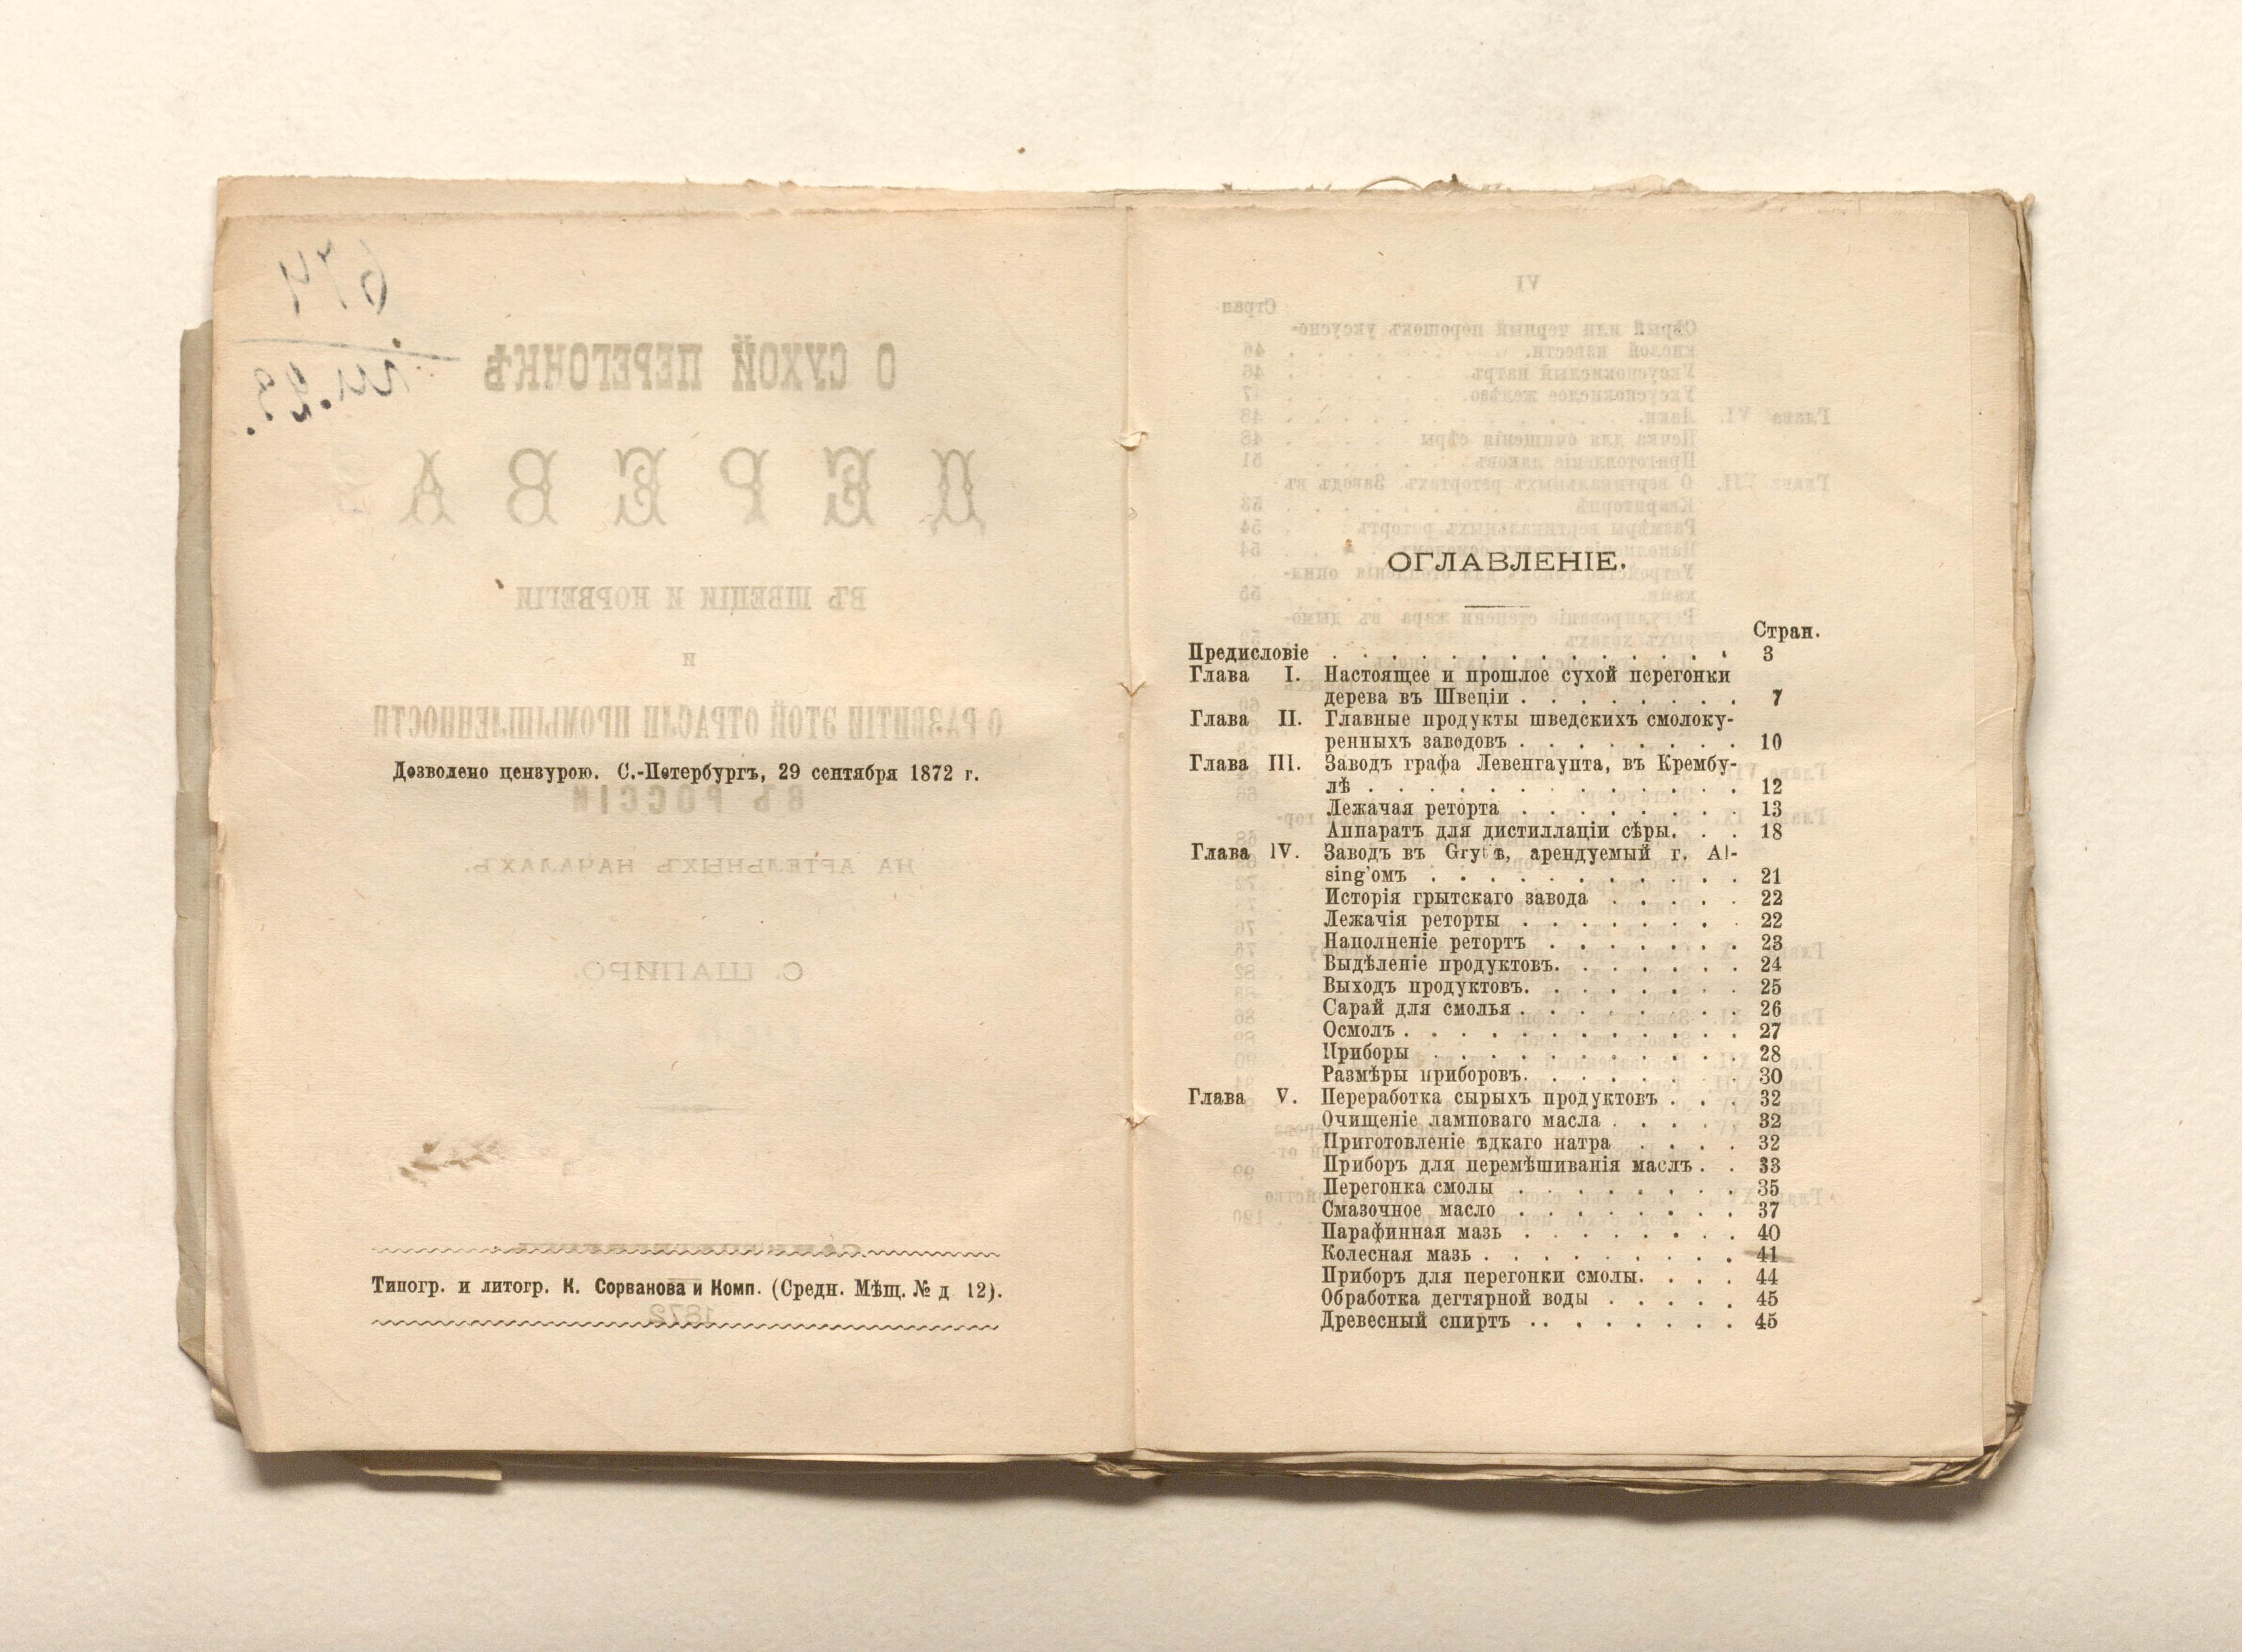 Дозволено цензурою. С.-Петербургъ, 29 сентября 1872 г.
Типогр. и литогр. К. Сорванова и Комп. (Средн. Мѣщ. № д 12).
ОГЛАВЛЕНІЕ.
Стран.
Предисловіе . . . . . . . . . . . . . . 3
Глава I. Настоящее и прошлое сухой перегонки
дерева въ Швеціи . . . . . . . . 7
Глава II. Главные продукты шведскихъ смолоку-
ренныхъ заводовъ . . . . . . . . 10
Глава III. Заводъ графа Левенгаупта, въ Крембу-
лѣ . . . . . . . . . . . . . 12
Лежачая реторта . . . . . . . . 13
Аппаратъ для дистилляціи сѣры. . . 18
Глава IV. Заводъ въ Grytѣ, арендуемый г. Al-
sing'омъ . . . . . . . . . . . 21
Исторія грытскаго завода . . . . . 22
Лежачія реторты . . . . . . . . 22
Наполненіе ретортъ . . . . . . . 23
Выдѣленіе продуктовъ. . . . . . . 24
Выходъ продуктовъ. . . . . . . . 25
Сарай для смолья . . . . . . . . 26
Осмолъ . . . . . . . . . . . . 27
Приборы . . . . . . . . . . . 28
Размѣры приборовъ. . . . . . . . 30
Глава V. Переработка сырыхъ продуктовъ . . . 32
Очищеніе ламповаго масла . . . . . 32
Приготовленіе ѣдкаго натра . . . . 32
Приборъ для перемѣшиванія маслъ . . 33
Перегонка смолы . . . . . . . . 35
Смазочное масло . . . . . . . . 37
Парафинная мазь . . . . . . . . 40
Колесная мазь . . . . . . . . . 41
Приборъ для перегонки смолы. . . . 44
Обработка дегтярной воды . . . . . 45
Древесный спиртъ . . . . . . . . 45